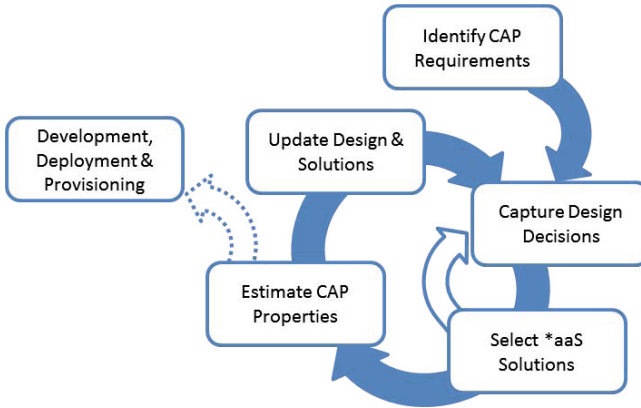 Identify CAP
Requirements
Development,
Deployment &
Provisioning
Update Design &
Solutions
Capture Design
Decisions
Estimate CAP
Properties
Select *aaS
Solutions